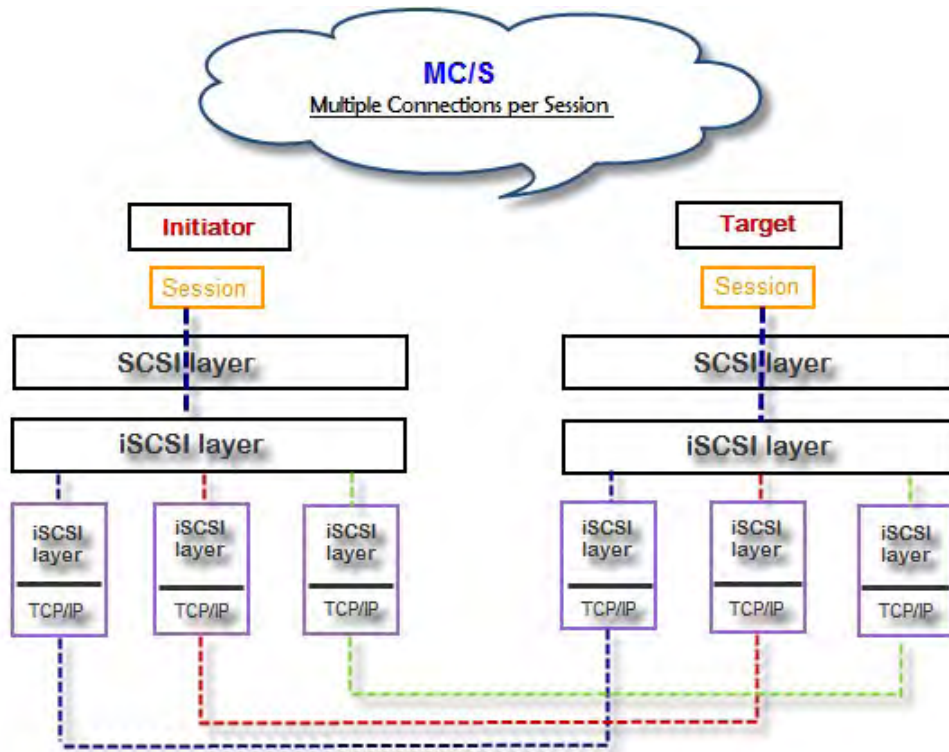 MC/S
Multiple Connections per Session
Initiator
Target
Session
Session
SCSI layer
SCSI layer
iSCSI layer
iSCSI layer
iSCSI
layer
TCP/IP
iSCSI
layer
TCP/IP
iSCSI
layer
TCP/IP
iSCSI
layer
TCP/IP
iSCSI
layer
TCP/IP
iSCSI
layer
TCP/IP